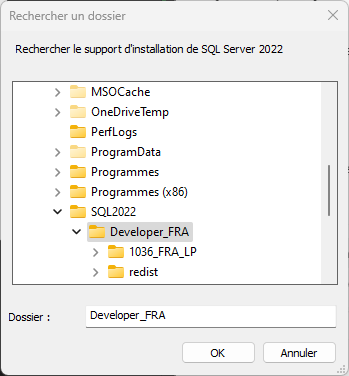 Rechercher un dossier
Rechercher le support d'installation de SQL Server 2022
MSOCache
OneDriveTemp
PerfLogs
ProgramData
Programmes
Programmes (x86)
SQL2022
Developer_FRA
1036_FRA_LP
redist
Dossier : Developer_FRA
OK Annuler